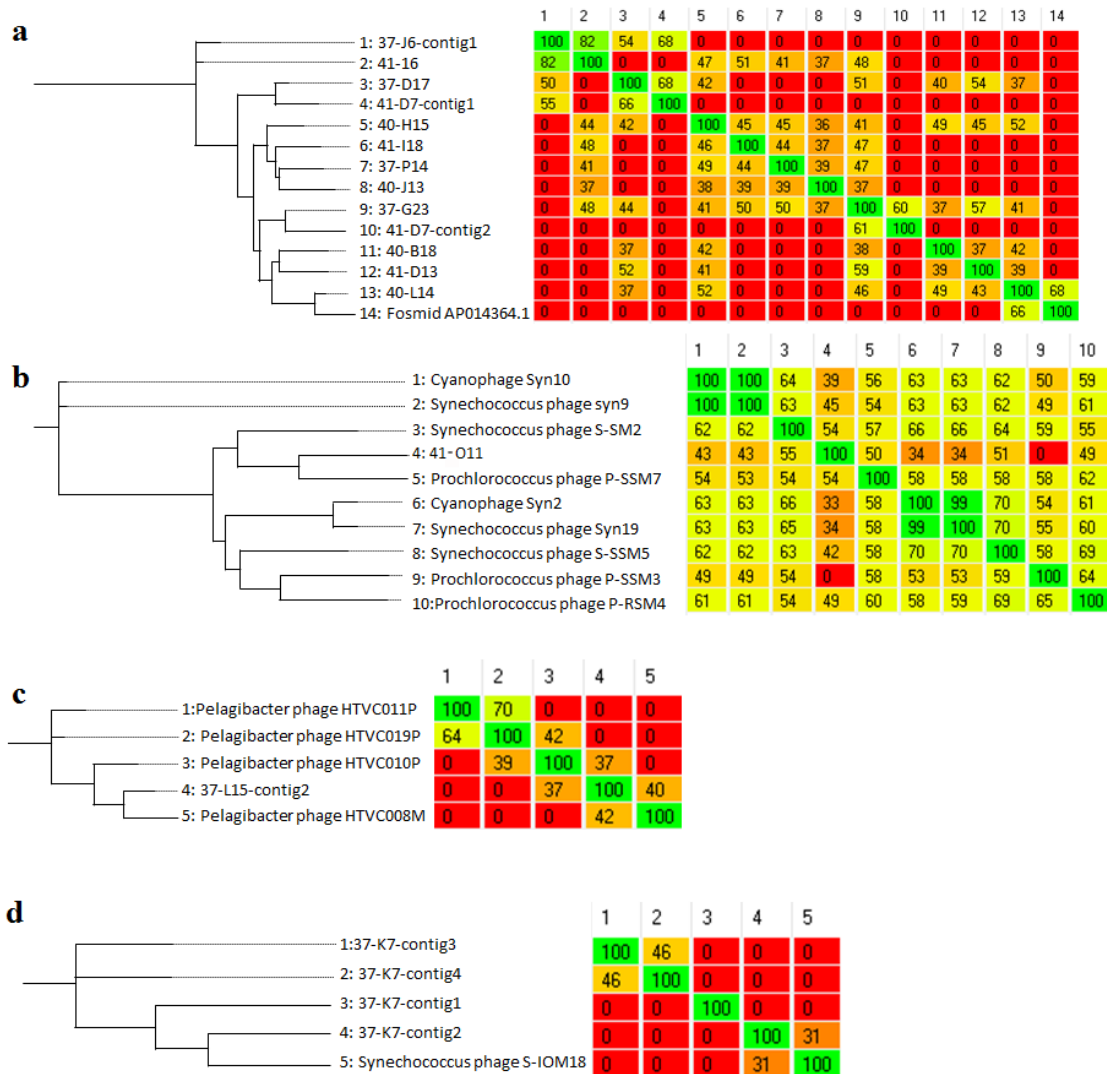 a
1 2 3 4 5 6 7 8 9 10 11 12 13 14
1: 37-J6-contig1 100 82 54 68 0 0 0 0 0 0 0 0 0 0
2: 41-16 82 100 0 0 47 51 41 37 48 0 0 0 0 0
3: 37-D17 50 0 100 68 42 0 0 0 51 0 40 54 37 0
4: 41-D7-contig1 55 0 66 100 0 0 0 0 0 0 0 0 0 0
5: 40-H15 0 44 42 0 100 45 45 36 41 0 49 45 52 0
6: 41-I18 0 48 0 0 46 100 44 37 47 0 0 0 0 0
7: 37-P14 0 41 0 0 49 44 100 39 47 0 0 0 0 0
8: 40-J13 0 37 0 0 38 39 39 100 37 0 0 0 0 0
9: 37-G23 0 48 44 0 41 50 50 37 100 60 37 57 41 0
10: 41-D7-contig2 0 0 0 0 0 0 0 0 61 100 0 0 0 0
11: 40-B18 0 0 37 0 42 0 0 0 38 0 100 37 42 0
12: 41-D13 0 0 52 0 41 0 0 0 59 0 39 100 39 0
13: 40-L14 0 0 37 0 52 0 0 0 46 0 49 43 100 68
14: Fosmid AP014364.1 0 0 0 0 0 0 0 0 0 0 0 0 66 100
b
1 2 3 4 5 6 7 8 9 10
1: Cyanophage Syn10 100 100 64 39 56 63 63 62 50 59
2: Synechococcus phage syn9 100 100 63 45 54 63 63 62 49 61
3: Synechococcus phage S-SM2 62 62 100 54 57 66 66 64 59 55
4: 41-O11 43 43 55 100 50 34 34 51 0 49
5: Prochlorococcus phage P-SSM7 54 53 54 54 100 58 58 58 58 62
6: Cyanophage Syn2 63 63 66 33 58 100 99 70 54 61
7: Synechococcus phage Syn19 63 63 65 34 58 99 100 70 55 60
8: Synechococcus phage S-SSM5 62 62 63 42 58 70 70 100 58 69
9: Prochlorococcus phage P-SSM3 49 49 54 0 58 53 53 59 100 64
10:Prochlorococcus phage P-RSM4 61 61 54 49 60 58 59 69 65 100
c
1 2 3 4 5
1:Pelagibacter phage HTVC011P 100 70 0 0 0
2: Pelagibacter phage HTVC019P 64 100 42 0 0
3: Pelagibacter phage HTVC010P 0 39 100 37 0
4: 37-L15-contig2 0 0 37 100 40
5: Pelagibacter phage HTVC008M 0 0 0 42 100
d
1 2 3 4 5
1:37-K7-contig3 100 46 0 0 0
2: 37-K7-contig4 46 100 0 0 0
3: 37-K7-contig1 0 0 100 0 0
4: 37-K7-contig2 0 0 0 100 31
5: Synechococcus phage S-IOM18 0 0 0 31 100